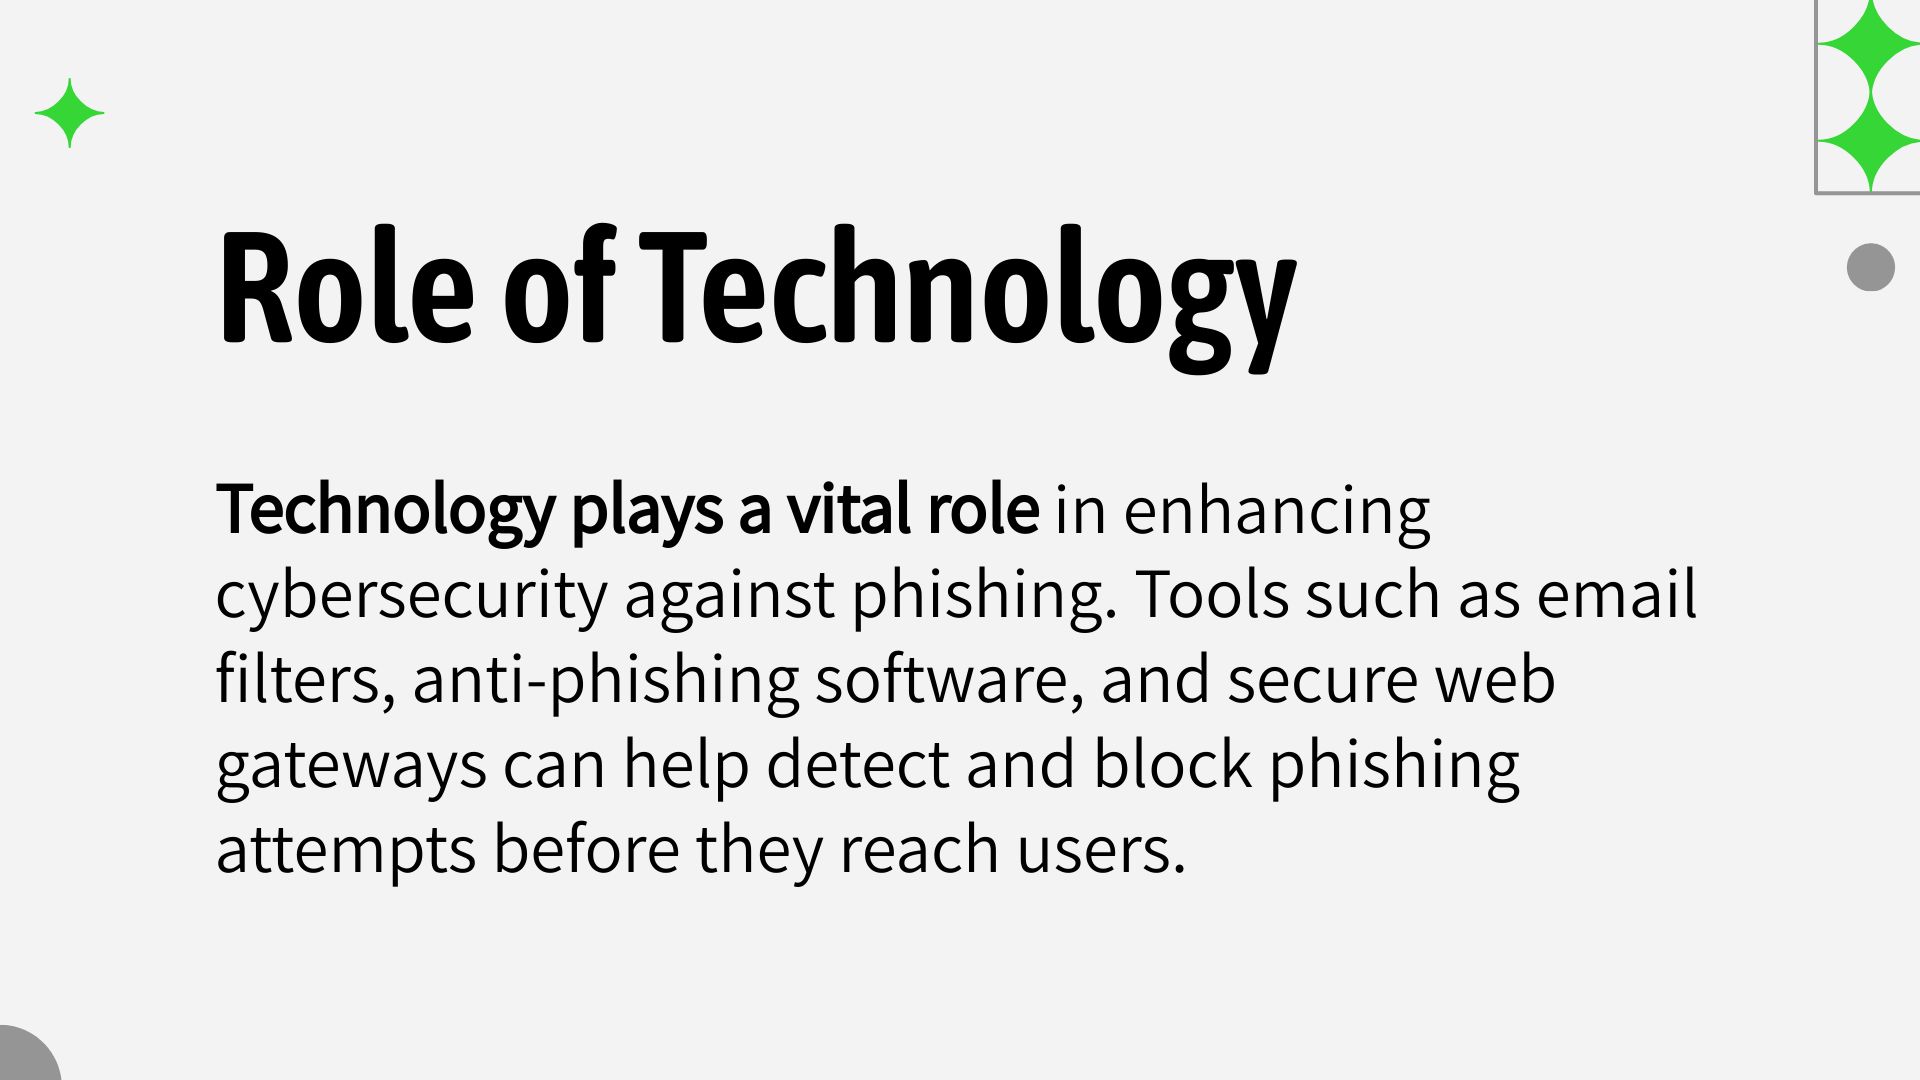 Role of Technology
Technology plays a vital role in enhancing
cybersecurity against phishing. Tools such as email
filters, anti-phishing software, and secure web
gateways can help detect and block phishing
attempts before they reach users.